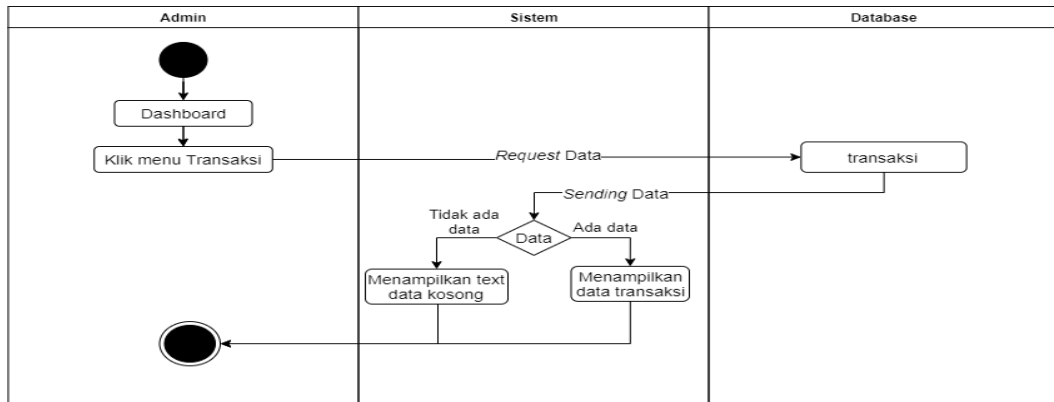 Admin
Sistem
Database
Dashboard
Klik menu Transaksi
Request Data
transaksi
Sending Data
Tidak ada
data
Data
Ada data
Menampilkan text
data kosong
Menampilkan
data transaksi